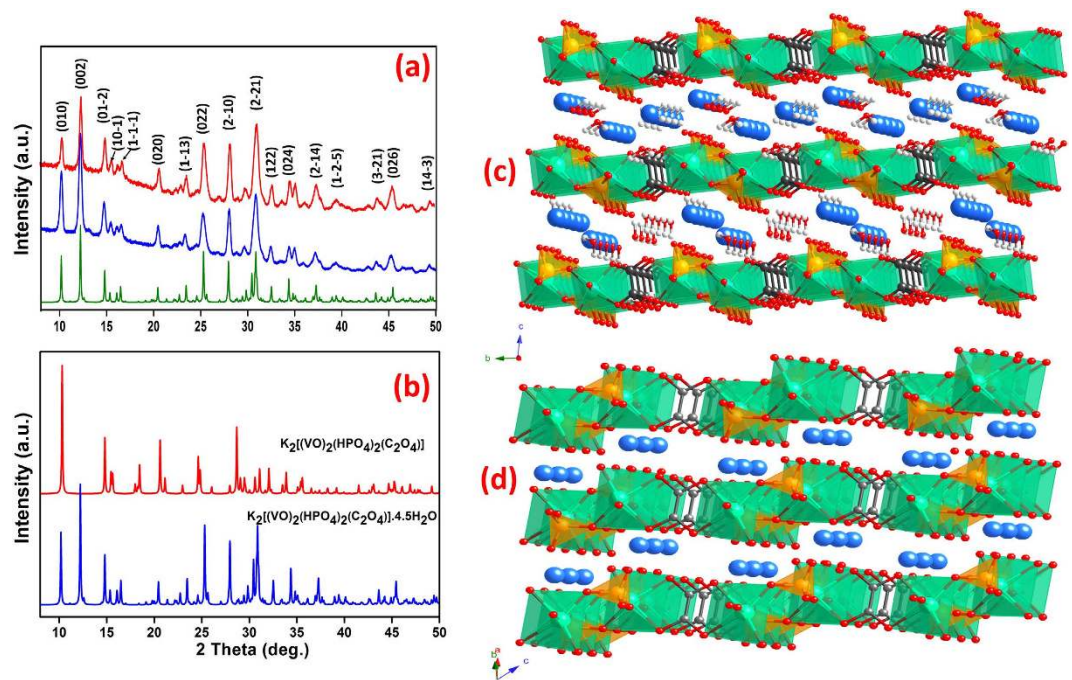 (a)
Intensity (a.u.)
(010)
(002)
(01-2)
(10-1)
(1-1-1)
(020)
(1-13)
(022)
(2-10)
(2-21)
(122)
(024)
(2-14)
(1-2-5)
(3-21)
(026)
(14-3)
10 15 20 25 30 35 40 45 50
(b)
Intensity (a.u.)
K₂[(VO)₂(HPO₄)₂(C₂O₄)]
K₂[(VO)₂(HPO₄)₂(C₂O₄)].4.5H₂O
10 15 20 25 30 35 40 45 50
2 Theta (deg.)
(c)
c
b
(d)
a
b
c